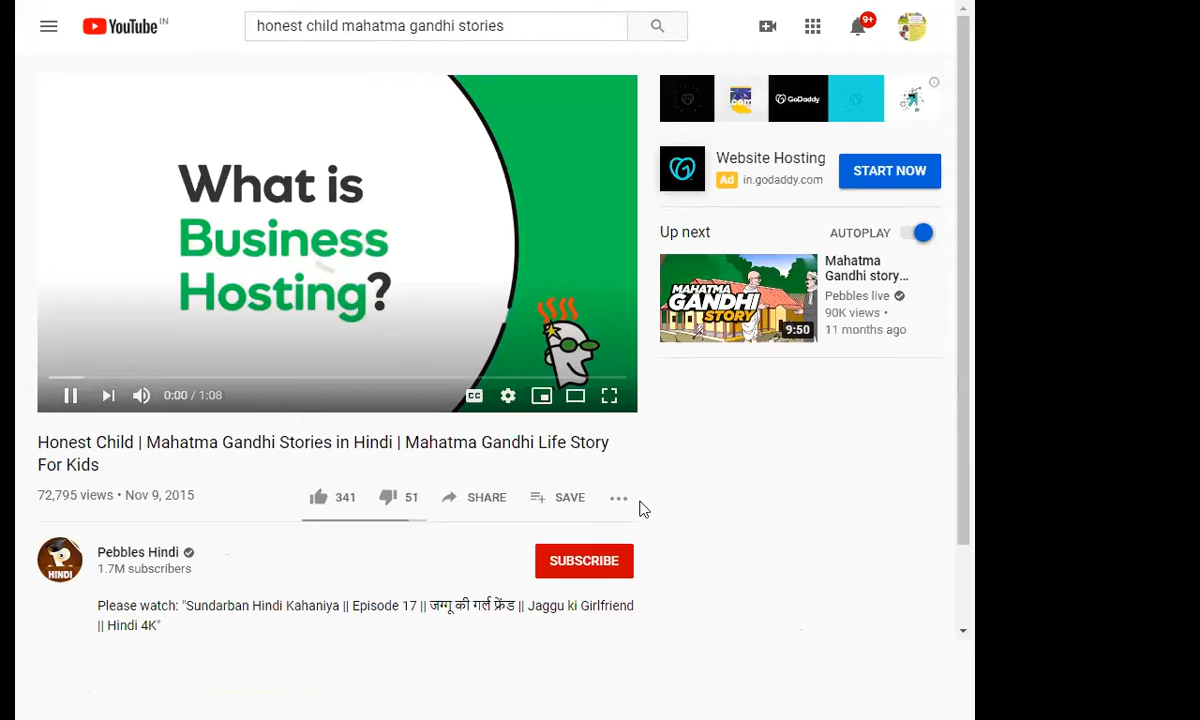 YouTube IN
honest child mahatma gandhi stories
9+
What is
Business
Hosting?
0:00 / 1:08
CC
Honest Child | Mahatma Gandhi Stories in Hindi | Mahatma Gandhi Life Story
For Kids
72,795 views • Nov 9, 2015
341
51
SHARE
SAVE
HINDI
Pebbles Hindi
1.7M subscribers
SUBSCRIBE
Please watch: "Sundarban Hindi Kahaniya || Episode 17 || जग्गू की गर्ल फ्रेंड || Jaggu ki Girlfriend
|| Hindi 4K"
.com
GoDaddy
Website Hosting
Ad in.godaddy.com
START NOW
Up next
AUTOPLAY
MAHATMA
GANDHI
STORY
9:50
Mahatma
Gandhi story...
Pebbles live
90K views •
11 months ago